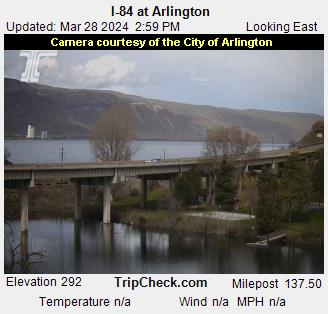 I-84 at Arlington
Updated: Mar 28 2024 2:59 PM Looking East
Camera courtesy of the City of Arlington
Elevation 292 TripCheck.com Milepost 137.50
Temperature n/a Wind n/a MPH n/a